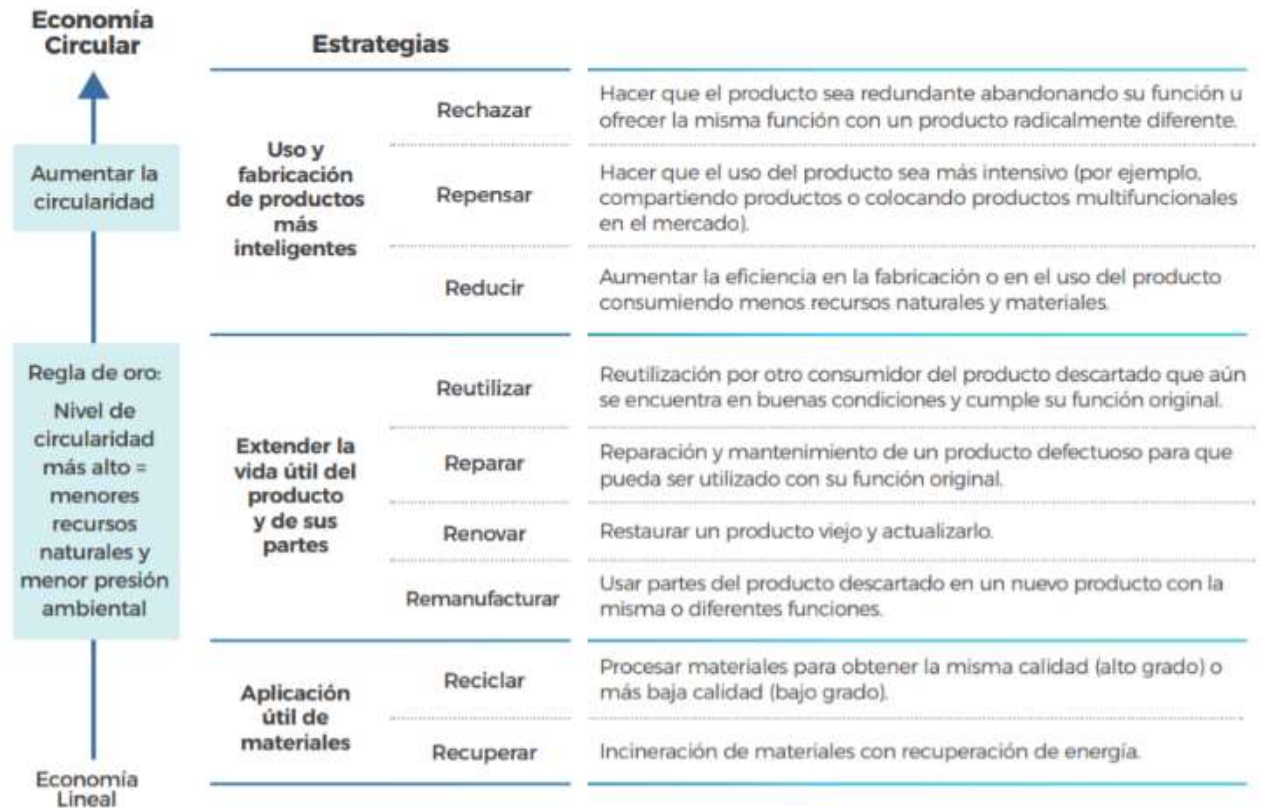 Economía
Circular
Aumentar la
circularidad
Regla de oro:
Nivel de
circularidad
más alto =
menores
recursos
naturales y
menor presión
ambiental
Economía
Lineal
Estrategias
Uso y
fabricación
de productos
más
inteligentes
Rechazar
Hacer que el producto sea redundante abandonando su función u
ofrecer la misma función con un producto radicalmente diferente.
Repensar
Hacer que el uso del producto sea más intensivo (por ejemplo,
compartiendo productos o colocando productos multifuncionales
en el mercado).
Reducir
Aumentar la eficiencia en la fabricación o en el uso del producto
consumiendo menos recursos naturales y materiales.
Extender la
vida útil del
producto
y de sus
partes
Reutilizar
Reutilización por otro consumidor del producto descartado que aún
se encuentra en buenas condiciones y cumple su función original.
Reparar
Reparación y mantenimiento de un producto defectuoso para que
pueda ser utilizado con su función original.
Renovar
Restaurar un producto viejo y actualizarlo.
Remanufacturar
Usar partes del producto descartado en un nuevo producto con la
misma o diferentes funciones.
Aplicación
útil de
materiales
Reciclar
Procesar materiales para obtener la misma calidad (alto grado) o
más baja calidad (bajo grado).
Recuperar
Incineración de materiales con recuperación de energía.